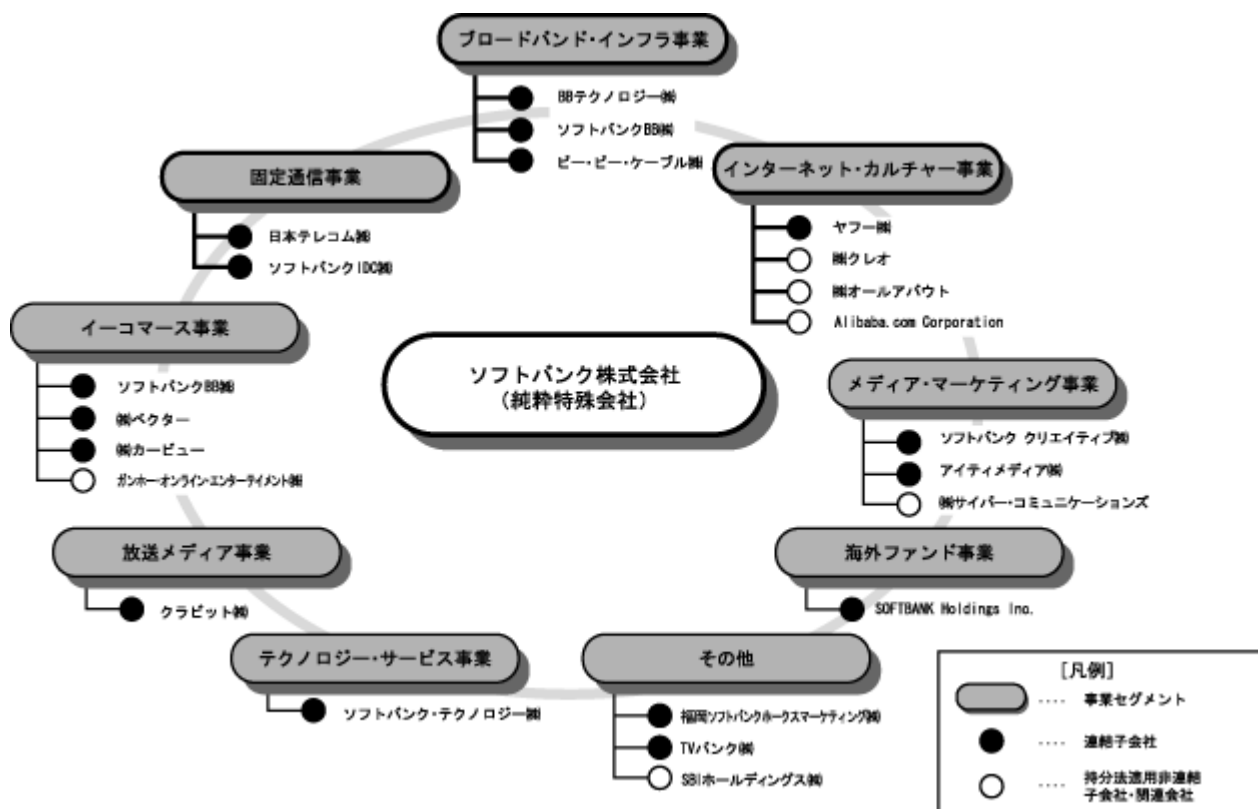 ブロードバンド・インフラ事業
BBテクノロジー㈱
ソフトバンクBB㈱
ビー・ビー・ケーブル㈱
固定通信事業
日本テレコム㈱
ソフトバンクIDC㈱
インターネット・カルチャー事業
ヤフー㈱
㈱クレオ
㈱オールアバウト
Alibaba.com Corporation
イーコマース事業
ソフトバンクBB㈱
㈱ベクター
㈱カービュー
ガンホー・オンライン・エンターテイメント㈱
ソフトバンク株式会社
（純粋特殊会社）
メディア・マーケティング事業
ソフトバンク クリエイティブ㈱
アイティメディア㈱
㈱サイバー・コミュニケーションズ
放送メディア事業
クラビット㈱
海外ファンド事業
SOFTBANK Holdings Inc.
テクノロジー・サービス事業
ソフトバンク・テクノロジー㈱
その他
福岡ソフトバンクホークスマーケティング㈱
TVバンク㈱
SBIホールディングス㈱
[凡例]
‥‥ 事業セグメント
‥‥ 連結子会社
‥‥ 持分法適用非連結
子会社・関連会社